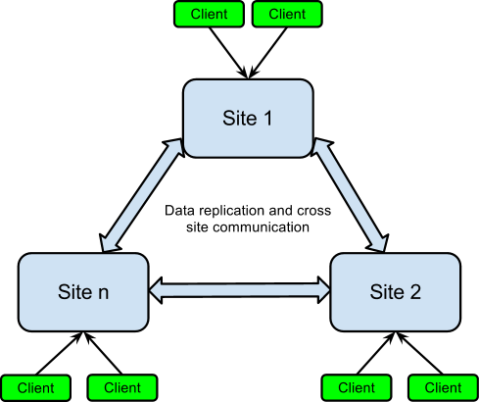 Client
Client
Site 1
Data replication and cross
site communication
Site n
Site 2
Client
Client
Client
Client